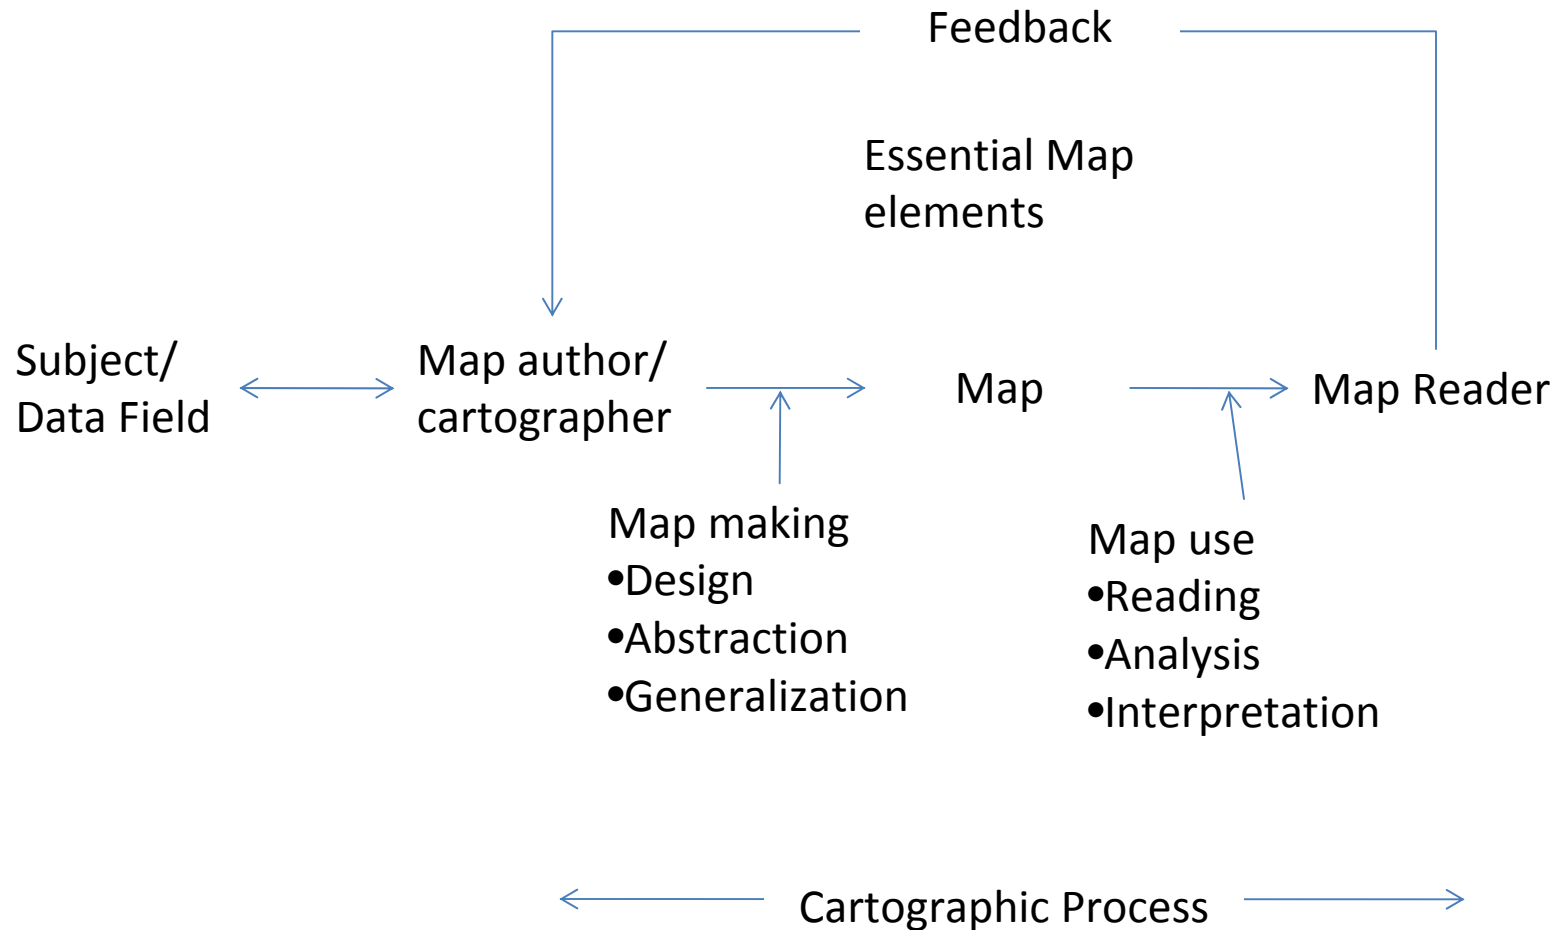 Feedback
Essential Map
elements
Subject/
Data Field
Map author/
cartographer
Map
Map Reader
Map making
•Design
•Abstraction
•Generalization
Map use
•Reading
•Analysis
•Interpretation
Cartographic Process